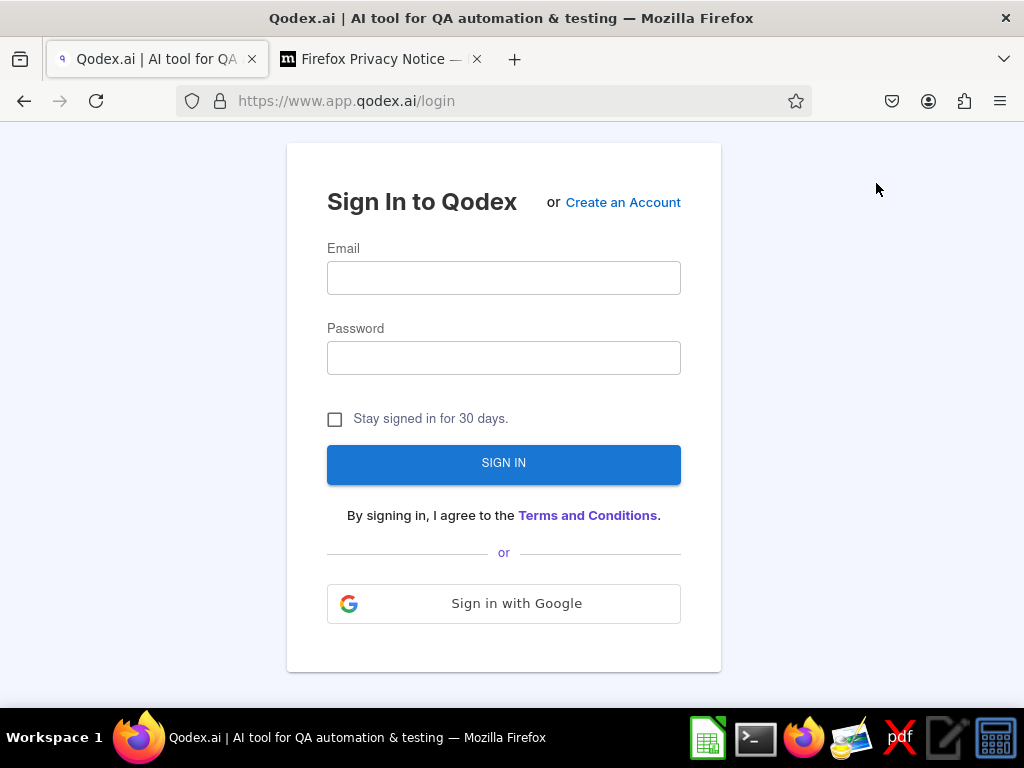 Qodex.ai | AI tool for QA automation & testing — Mozilla Firefox
Qodex.ai | AI tool for QA
Firefox Privacy Notice —
https://www.app.qodex.ai/login
Sign In to Qodex
or Create an Account
Email
Password
Stay signed in for 30 days.
SIGN IN
By signing in, I agree to the Terms and Conditions.
or
Sign in with Google
Workspace 1
Qodex.ai | AI tool for QA automation & testing — Mozilla Firefox
pdf